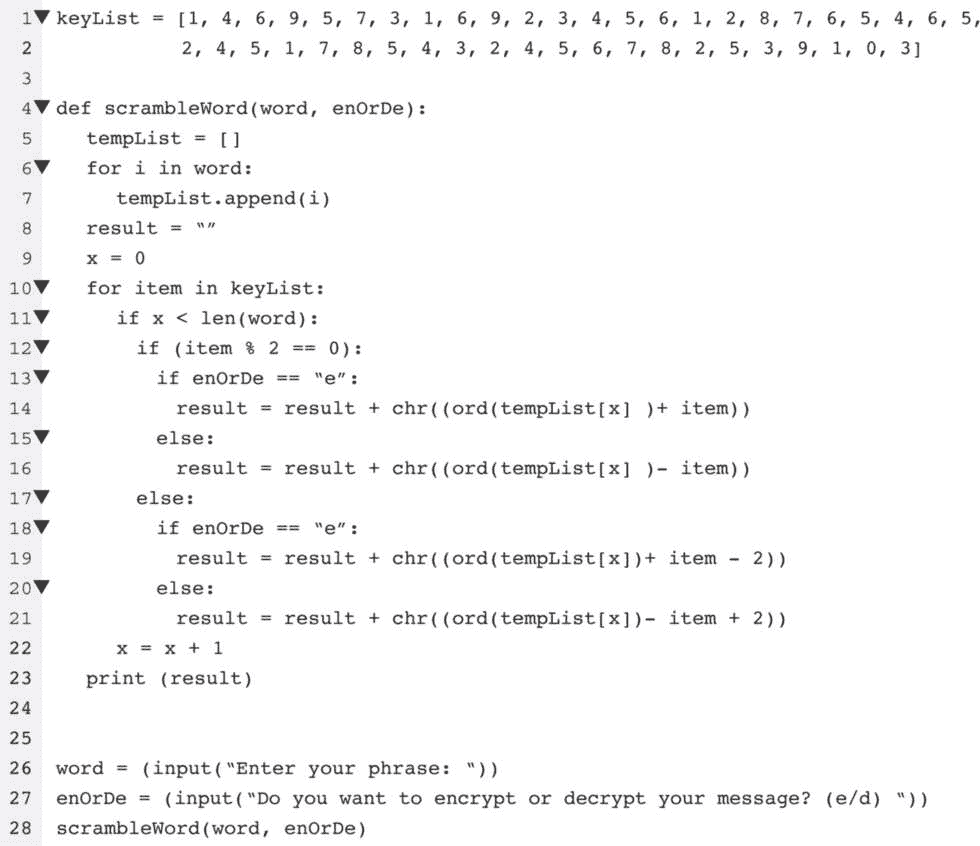 1▼ keyList = [1, 4, 6, 9, 5, 7, 3, 1, 6, 9, 2, 3, 4, 5, 6, 1, 2, 8, 7, 6, 5, 4, 6, 5,
2 2, 4, 5, 1, 7, 8, 5, 4, 3, 2, 4, 5, 6, 7, 8, 2, 5, 3, 9, 1, 0, 3]
3
4▼ def scrambleWord(word, enOrDe):
5 tempList = []
6▼ for i in word:
7 tempList.append(i)
8 result = “”
9 x = 0
10▼ for item in keyList:
11▼ if x < len(word):
12▼ if (item % 2 == 0):
13▼ if enOrDe == “e”:
14 result = result + chr((ord(tempList[x] )+ item))
15▼ else:
16 result = result + chr((ord(tempList[x] )- item))
17▼ else:
18▼ if enOrDe == “e”:
19 result = result + chr((ord(tempList[x])+ item - 2))
20▼ else:
21 result = result + chr((ord(tempList[x])- item + 2))
22 x = x + 1
23 print (result)
24
25
26 word = (input(“Enter your phrase: “))
27 enOrDe = (input(“Do you want to encrypt or decrypt your message? (e/d) “))
28 scrambleWord(word, enOrDe)